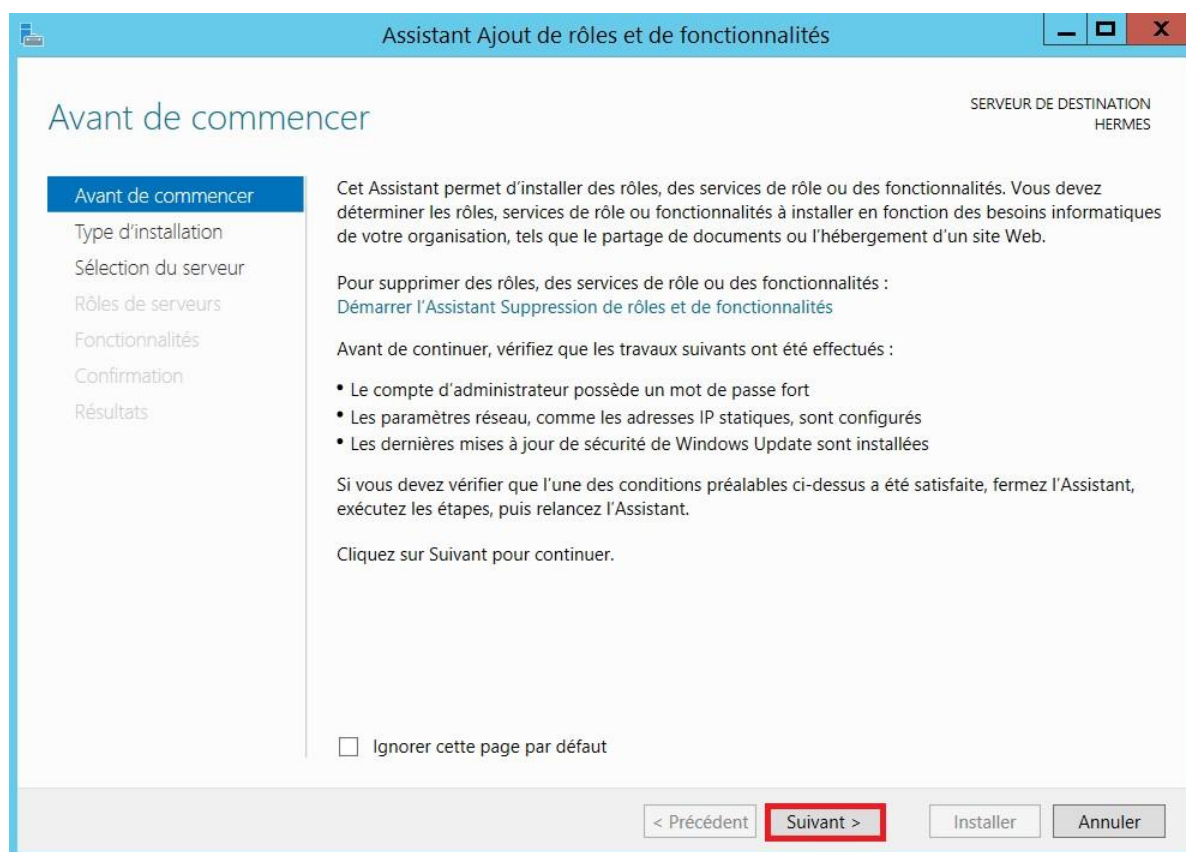 Assistant Ajout de rôles et de fonctionnalités
Avant de commencer
SERVEUR DE DESTINATION
HERMES
Avant de commencer
Type d'installation
Sélection du serveur
Rôles de serveurs
Fonctionnalités
Confirmation
Résultats
Cet Assistant permet d'installer des rôles, des services de rôle ou des fonctionnalités. Vous devez
déterminer les rôles, services de rôle ou fonctionnalités à installer en fonction des besoins informatiques
de votre organisation, tels que le partage de documents ou l'hébergement d'un site Web.
Pour supprimer des rôles, des services de rôle ou des fonctionnalités :
Démarrer l'Assistant Suppression de rôles et de fonctionnalités
Avant de continuer, vérifiez que les travaux suivants ont été effectués :
• Le compte d'administrateur possède un mot de passe fort
• Les paramètres réseau, comme les adresses IP statiques, sont configurés
• Les dernières mises à jour de sécurité de Windows Update sont installées
Si vous devez vérifier que l'une des conditions préalables ci-dessus a été satisfaite, fermez l'Assistant,
exécutez les étapes, puis relancez l'Assistant.
Cliquez sur Suivant pour continuer.
Ignorer cette page par défaut
< Précédent
Suivant >
Installer
Annuler